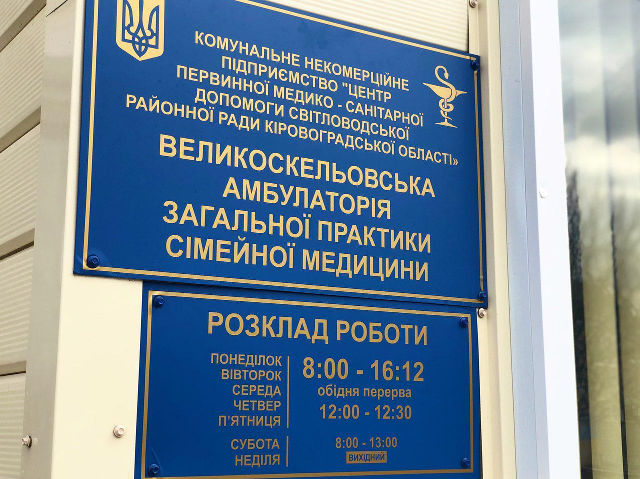 КОМУНАЛЬНЕ НЕКОМЕРЦІЙНЕ
ПІДПРИЄМСТВО "ЦЕНТР
ПЕРВИННОЇ МЕДИКО - САНІТАРНОЇ
ДОПОМОГИ СВІТЛОВОДСЬКОЇ
РАЙОННОЇ РАДИ КІРОВОГРАДСЬКОЇ ОБЛАСТІ»
ВЕЛИКОСКЕЛЬОВСЬКА
АМБУЛАТОРІЯ
ЗАГАЛЬНОЇ ПРАКТИКИ
СІМЕЙНОЇ МЕДИЦИНИ
РОЗКЛАД РОБОТИ
ПОНЕДІЛОК
ВІВТОРОК
СЕРЕДА
ЧЕТВЕР
П'ЯТНИЦЯ
8:00 - 16:12
обідня перерва
12:00 - 12:30
СУБОТА 8:00 - 13:00
НЕДІЛЯ ВИХІДНИЙ